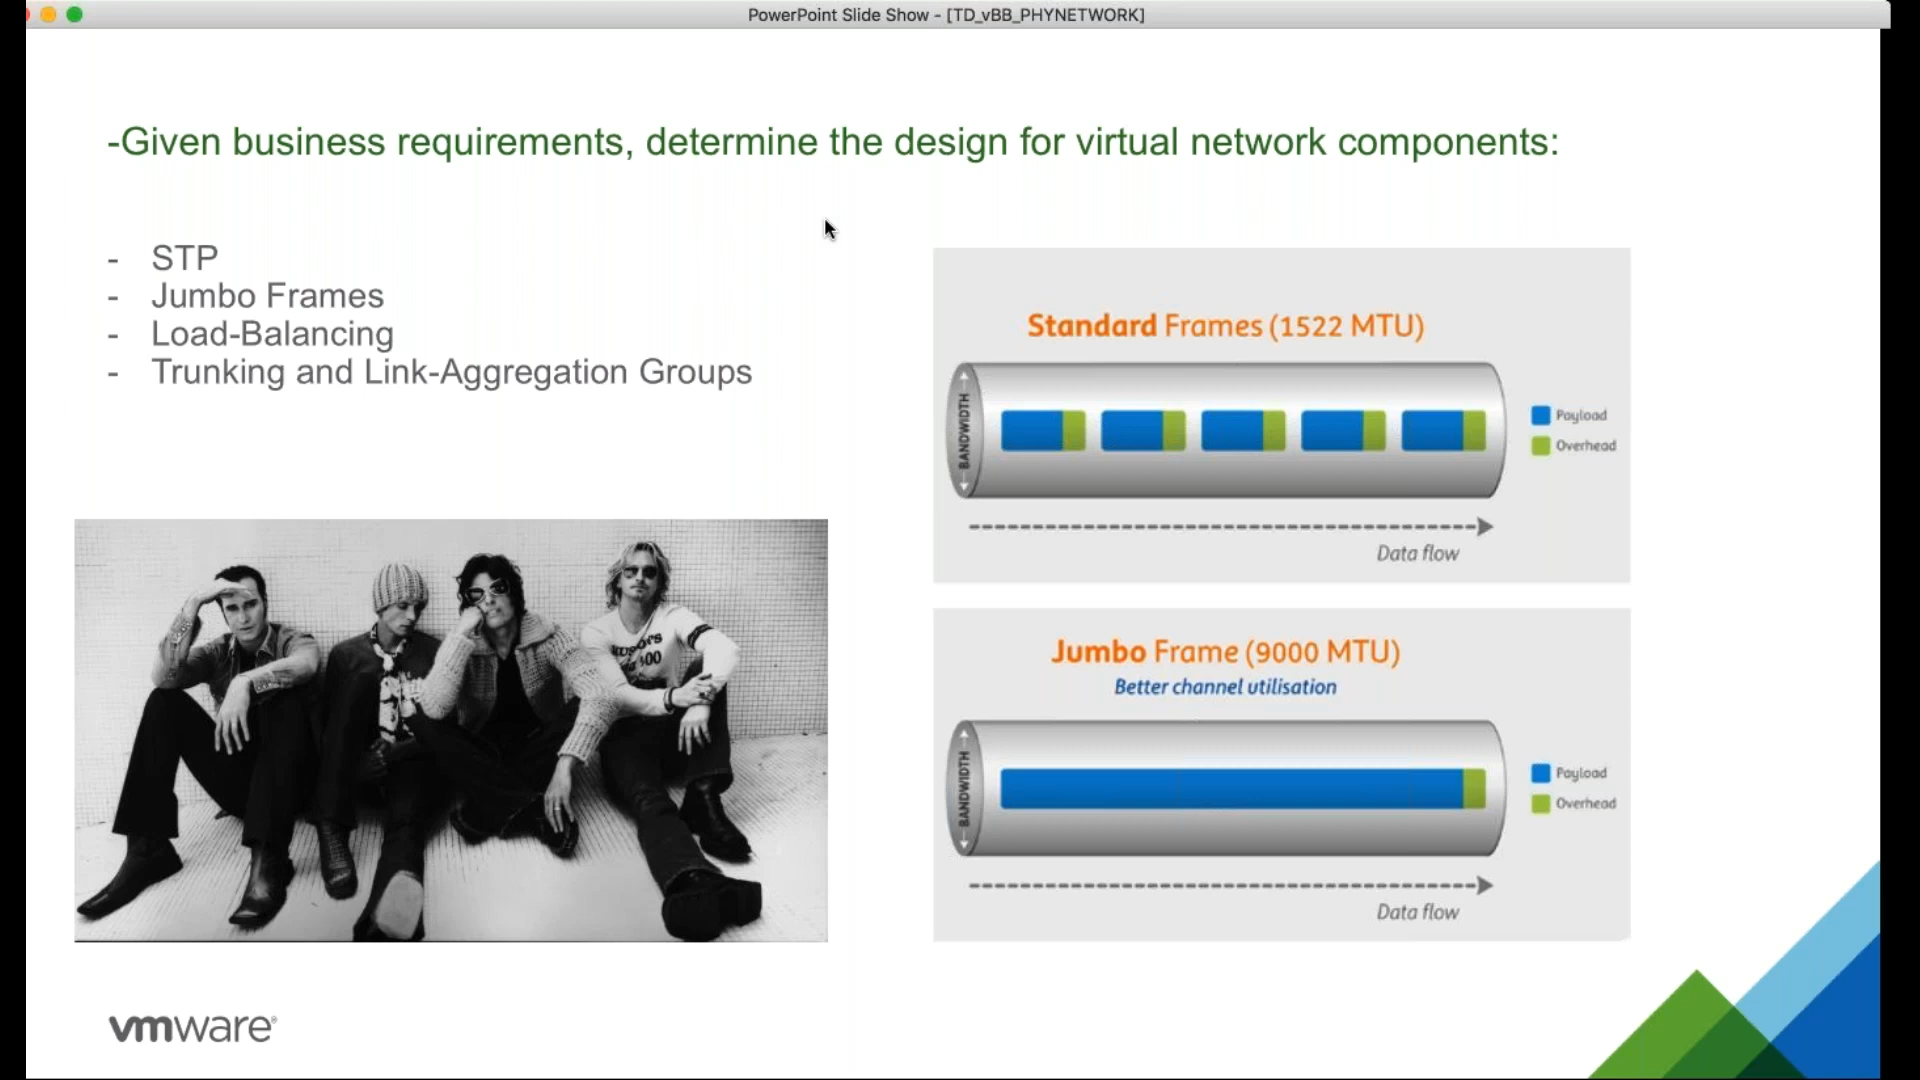 PowerPoint Slide Show - [TD_vBB_PHYNETWORK]
-Given business requirements, determine the design for virtual network components:
- STP
- Jumbo Frames
- Load-Balancing
- Trunking and Link-Aggregation Groups
Standard Frames (1522 MTU)
BANDWIDTH
Payload
Overhead
Data flow
Jumbo Frame (9000 MTU)
Better channel utilisation
BANDWIDTH
Payload
Overhead
Data flow
vmware®